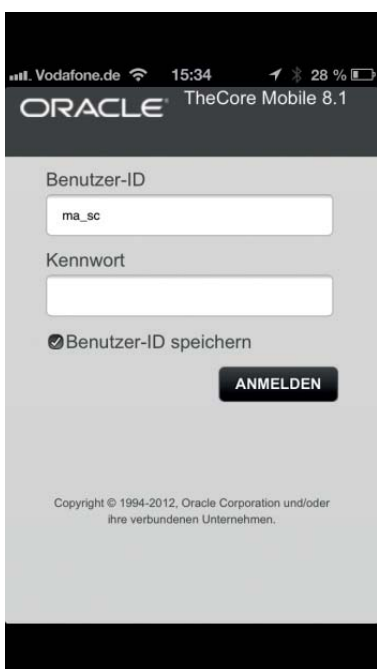 Vodafone.de 15:34 28 %
ORACLE TheCore Mobile 8.1
Benutzer-ID
ma_sc
Kennwort
Benutzer-ID speichern
ANMELDEN
Copyright © 1994-2012, Oracle Corporation und/oder
ihre verbundenen Unternehmen.